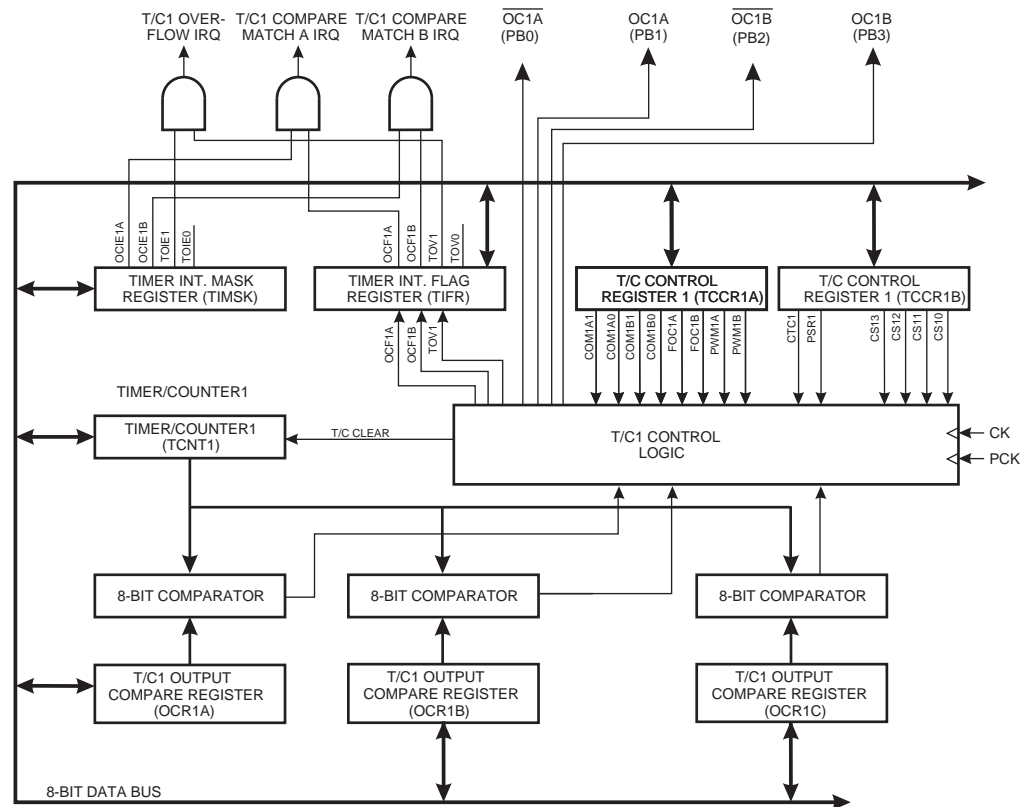 T/C1 OVER-
FLOW IRQ
T/C1 COMPARE
MATCH A IRQ
T/C1 COMPARE
MATCH B IRQ
OC1A
(PB0)
OC1A
(PB1)
OC1B
(PB2)
OC1B
(PB3)
OCIE1A
OCIE1B
TOIE1
TOIE0
OCF1A
OCF1B
TOV1
TOV0
TIMER INT. MASK
REGISTER (TIMSK)
TIMER INT. FLAG
REGISTER (TIFR)
T/C CONTROL
REGISTER 1 (TCCR1A)
T/C CONTROL
REGISTER 1 (TCCR1B)
OCF1A
OCF1B
TOV1
COM1A1
COM1A0
COM1B1
COM1B0
FOC1A
FOC1B
PWM1A
PWM1B
CTC1
PSR1
CS13
CS12
CS11
CS10
TIMER/COUNTER1
TIMER/COUNTER1
(TCNT1)
T/C CLEAR
T/C1 CONTROL
LOGIC
CK
PCK
8-BIT COMPARATOR
8-BIT COMPARATOR
8-BIT COMPARATOR
T/C1 OUTPUT
COMPARE REGISTER
(OCR1A)
T/C1 OUTPUT
COMPARE REGISTER
(OCR1B)
T/C1 OUTPUT
COMPARE REGISTER
(OCR1C)
8-BIT DATA BUS